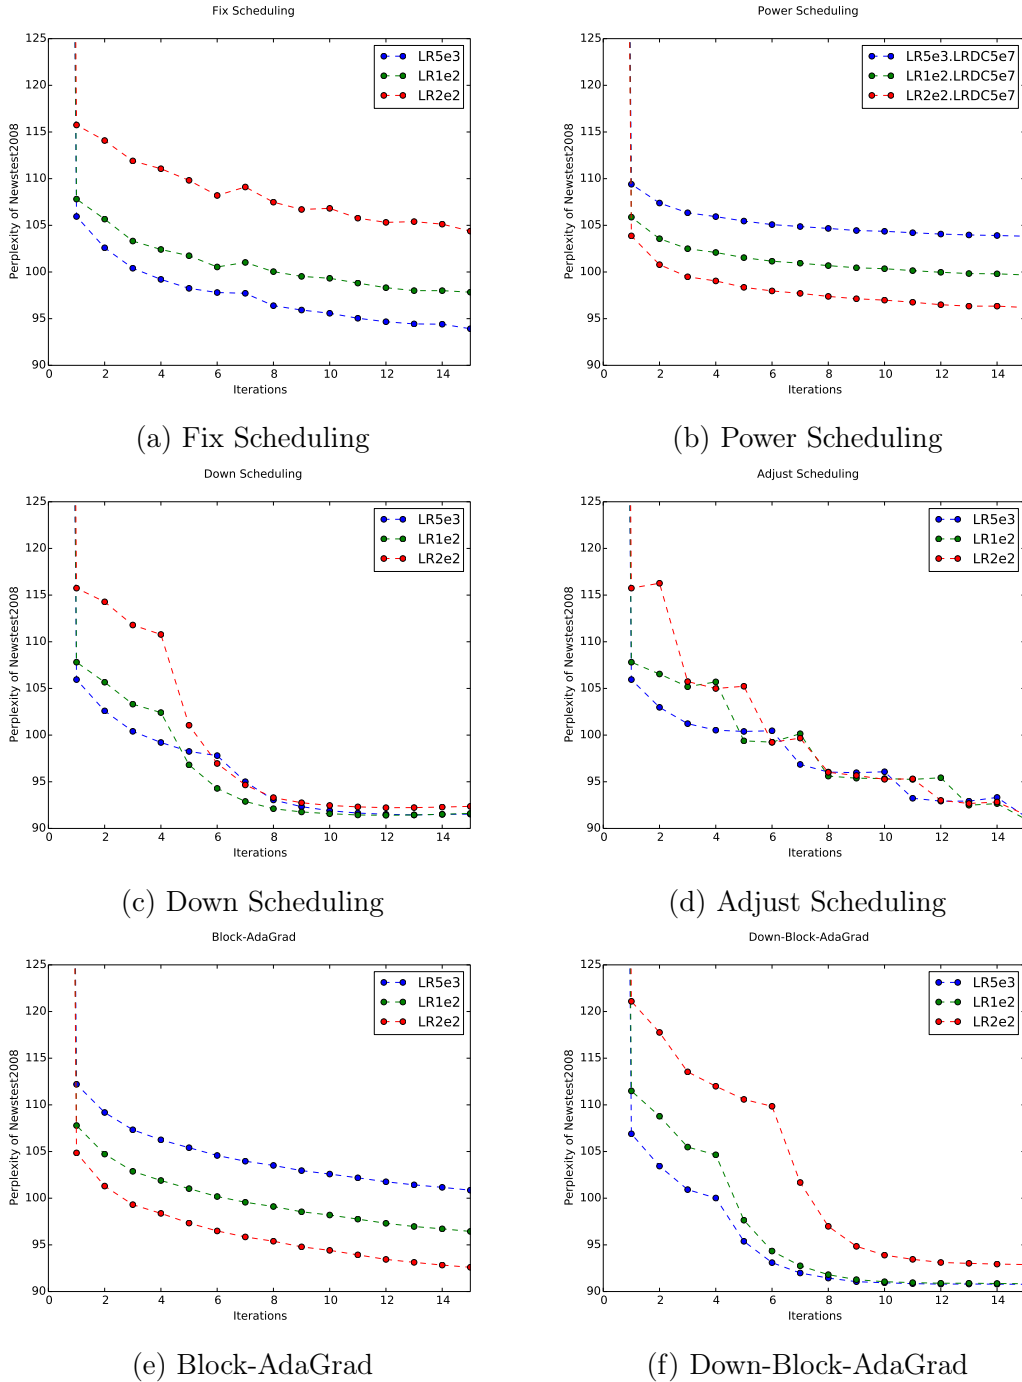 Fix Scheduling
125
120
115
110
105
100
95
90
0 2 4 6 8 10 12 14
Perplexity of Newstest2008
Iterations
LR5e3
LR1e2
LR2e2
(a) Fix Scheduling
Power Scheduling
125
120
115
110
105
100
95
90
0 2 4 6 8 10 12 14
Perplexity of Newstest2008
Iterations
LR5e3.LRDC5e7
LR1e2.LRDC5e7
LR2e2.LRDC5e7
(b) Power Scheduling
Down Scheduling
125
120
115
110
105
100
95
90
0 2 4 6 8 10 12 14
Perplexity of Newstest2008
Iterations
LR5e3
LR1e2
LR2e2
(c) Down Scheduling
Adjust Scheduling
125
120
115
110
105
100
95
90
0 2 4 6 8 10 12 14
Perplexity of Newstest2008
Iterations
LR5e3
LR1e2
LR2e2
(d) Adjust Scheduling
Block-AdaGrad
125
120
115
110
105
100
95
90
0 2 4 6 8 10 12 14
Perplexity of Newstest2008
Iterations
LR5e3
LR1e2
LR2e2
(e) Block-AdaGrad
Down-Block-AdaGrad
125
120
115
110
105
100
95
90
0 2 4 6 8 10 12 14
Perplexity of Newstest2008
Iterations
LR5e3
LR1e2
LR2e2
(f) Down-Block-AdaGrad